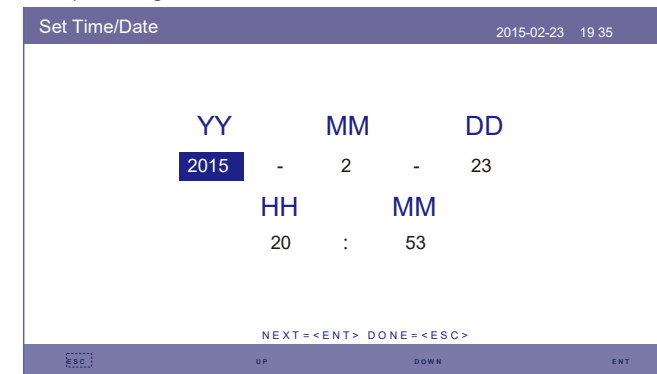 Set Time/Date 2015-02-23 19 35
YY MM DD
2015 - 2 - 23
HH MM
20 : 53
NEXT=<ENT> DONE=<ESC>
ESC UP DOWN ENT